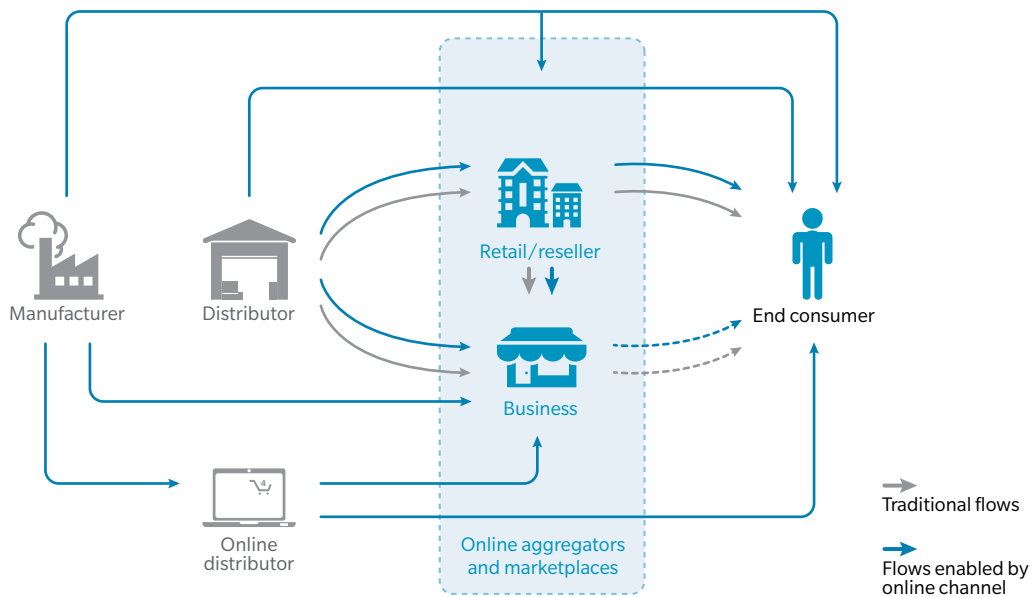 Retail/reseller
Manufacturer
Distributor
End consumer
Business
4
Online
distributor
Online aggregators
and marketplaces
Traditional flows
Flows enabled by
online channel